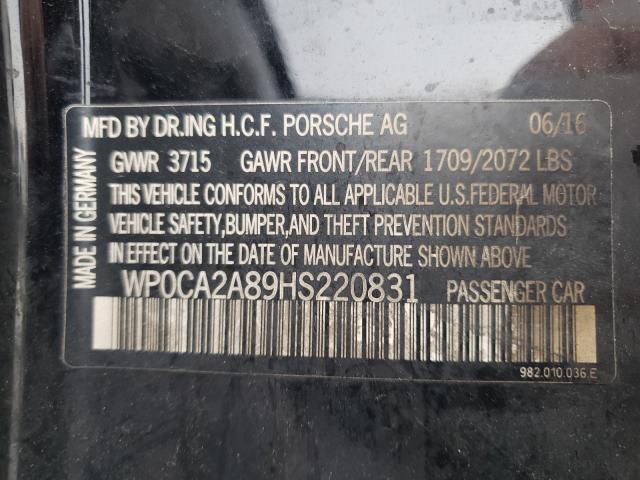 MFD BY DR.ING H.C.F. PORSCHE AG 06/16
GVWR 3715 GAWR FRONT/REAR 1709/2072 LBS
THIS VEHICLE CONFORMS TO ALL APPLICABLE U.S.FEDERAL MOTOR
VEHICLE SAFETY,BUMPER,AND THEFT PREVENTION STANDARDS
IN EFFECT ON THE DATE OF MANUFACTURE SHOWN ABOVE.
WP0CA2A89HS220831 PASSENGER CAR
982.010.036.E
MADE IN GERMANY